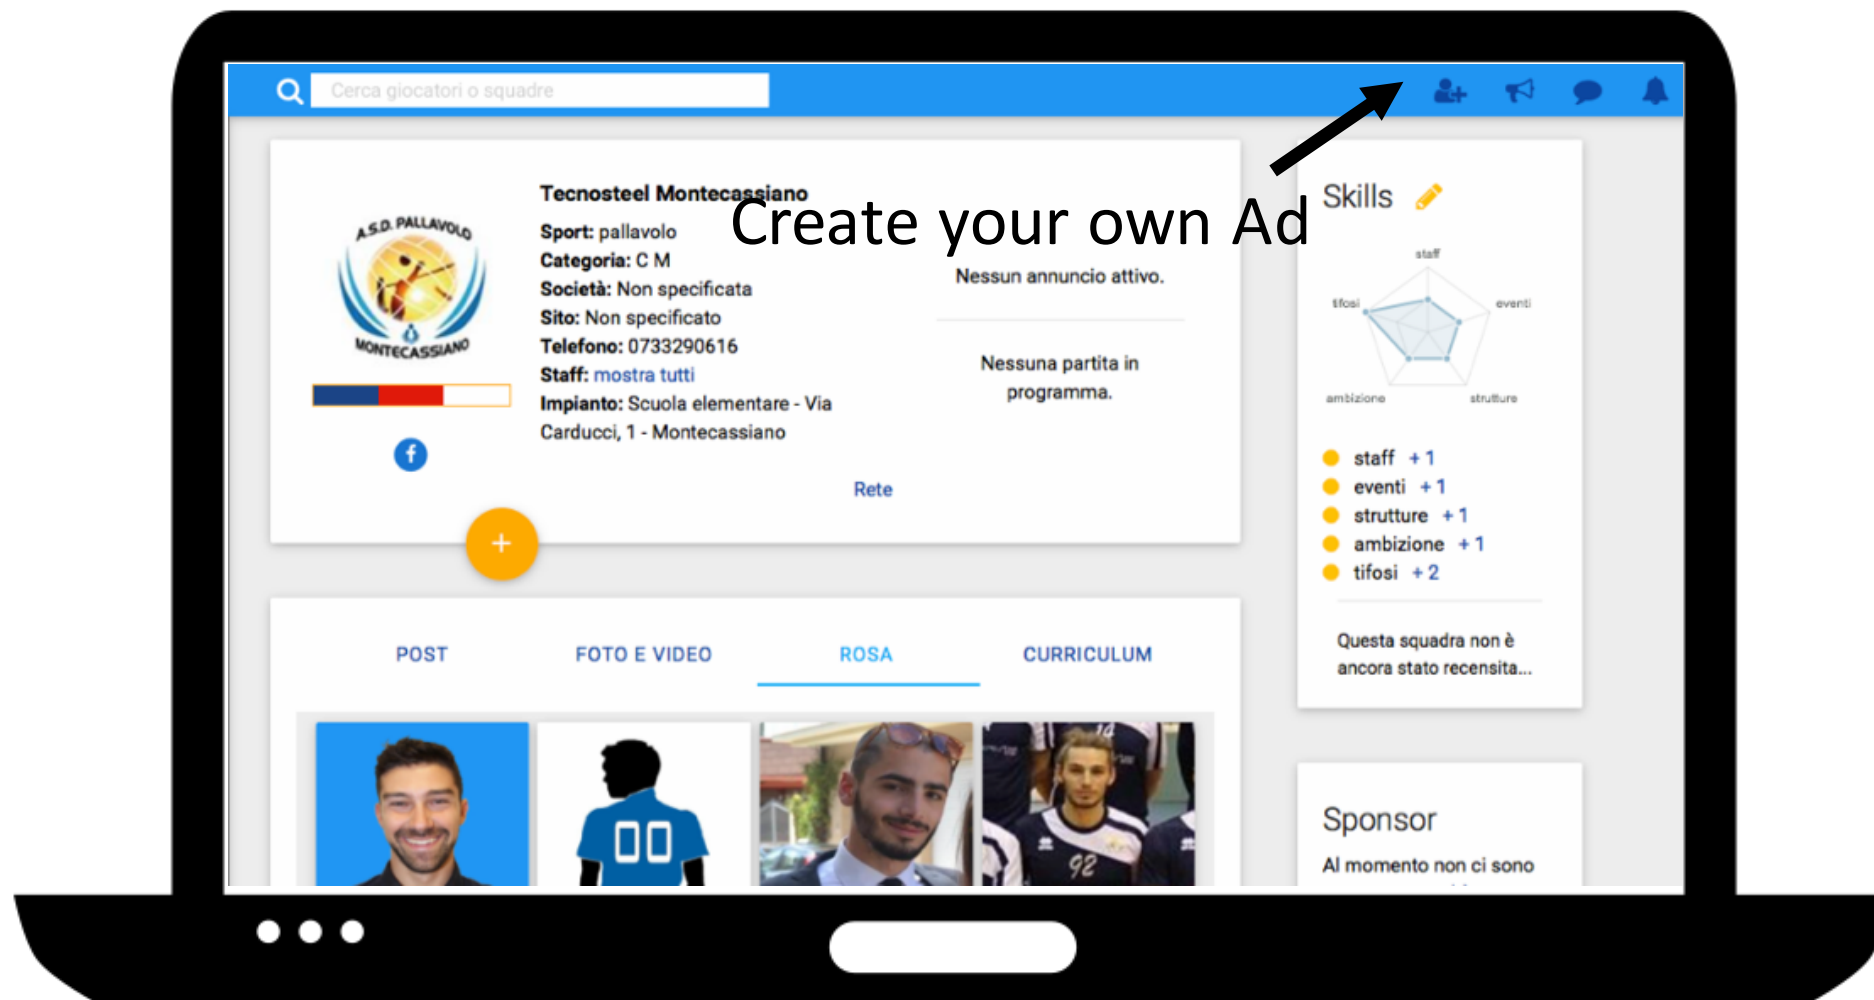 Cerca giocatori o squadre
Create your own Ad
A.S.D. PALLAVOLO
MONTECASSIANO
Tecnosteel Montecassiano
Sport: pallavolo
Categoria: C M
Società: Non specificata
Sito: Non specificato
Telefono: 0733290616
Staff: mostra tutti
Impianto: Scuola elementare - Via
Carducci, 1 - Montecassiano
Nessun annuncio attivo.
Nessuna partita in
programma.
Rete
+
Skills
staff
eventi
strutture
ambizione
tifosi
staff + 1
eventi + 1
strutture + 1
ambizione + 1
tifosi + 2
Questa squadra non è
ancora stato recensita...
POST FOTO E VIDEO ROSA CURRICULUM
00
92
Sponsor
Al momento non ci sono